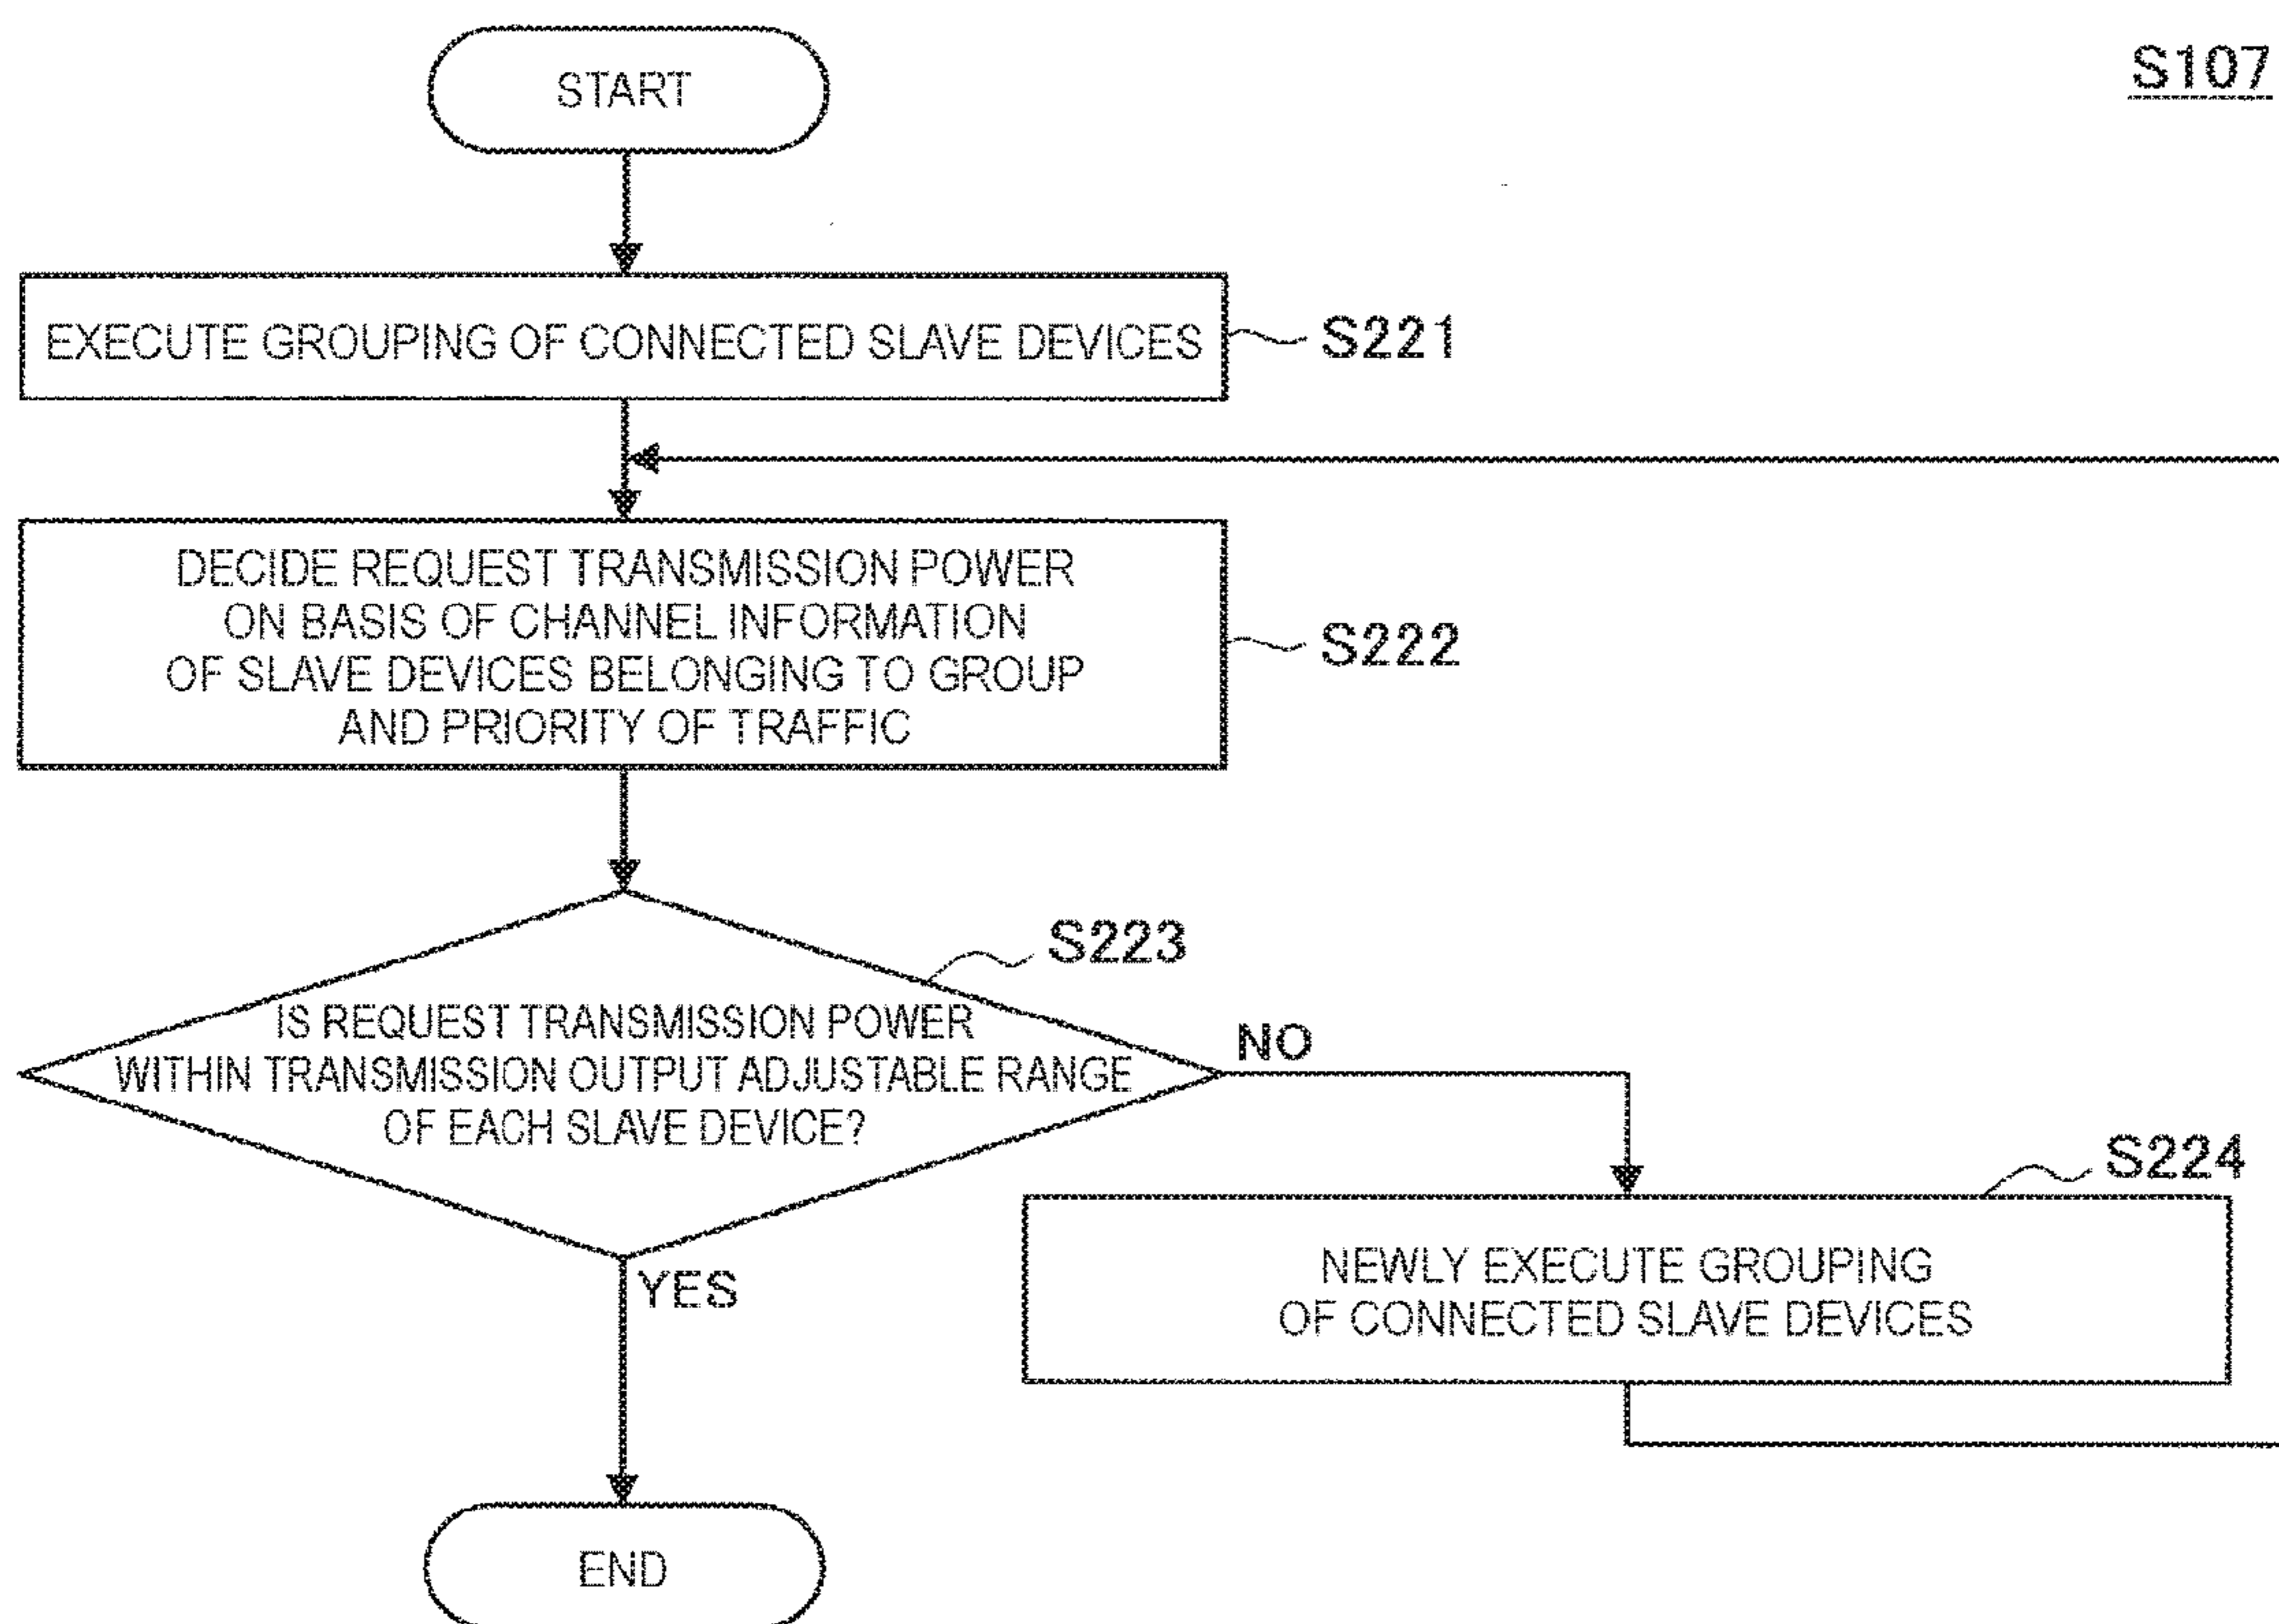 S107
START
EXECUTE GROUPING OF CONNECTED SLAVE DEVICES
S221
DECIDE REQUEST TRANSMISSION POWER
ON BASIS OF CHANNEL INFORMATION
OF SLAVE DEVICES BELONGING TO GROUP
AND PRIORITY OF TRAFFIC
S222
S223
IS REQUEST TRANSMISSION POWER
WITHIN TRANSMISSION OUTPUT ADJUSTABLE RANGE
OF EACH SLAVE DEVICE?
NO
YES
S224
NEWLY EXECUTE GROUPING
OF CONNECTED SLAVE DEVICES
END